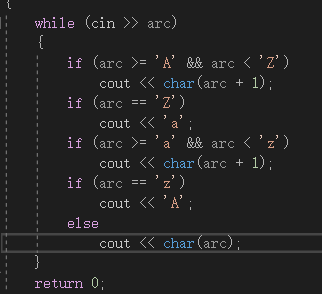 {
while (cin >> arc)
{
if (arc >= 'A' && arc < 'Z')
cout << char(arc + 1);
if (arc == 'Z')
cout << 'a';
if (arc >= 'a' && arc < 'z')
cout << char(arc + 1);
if (arc == 'z')
cout << 'A';
else
cout << char(arc);
}
return 0;